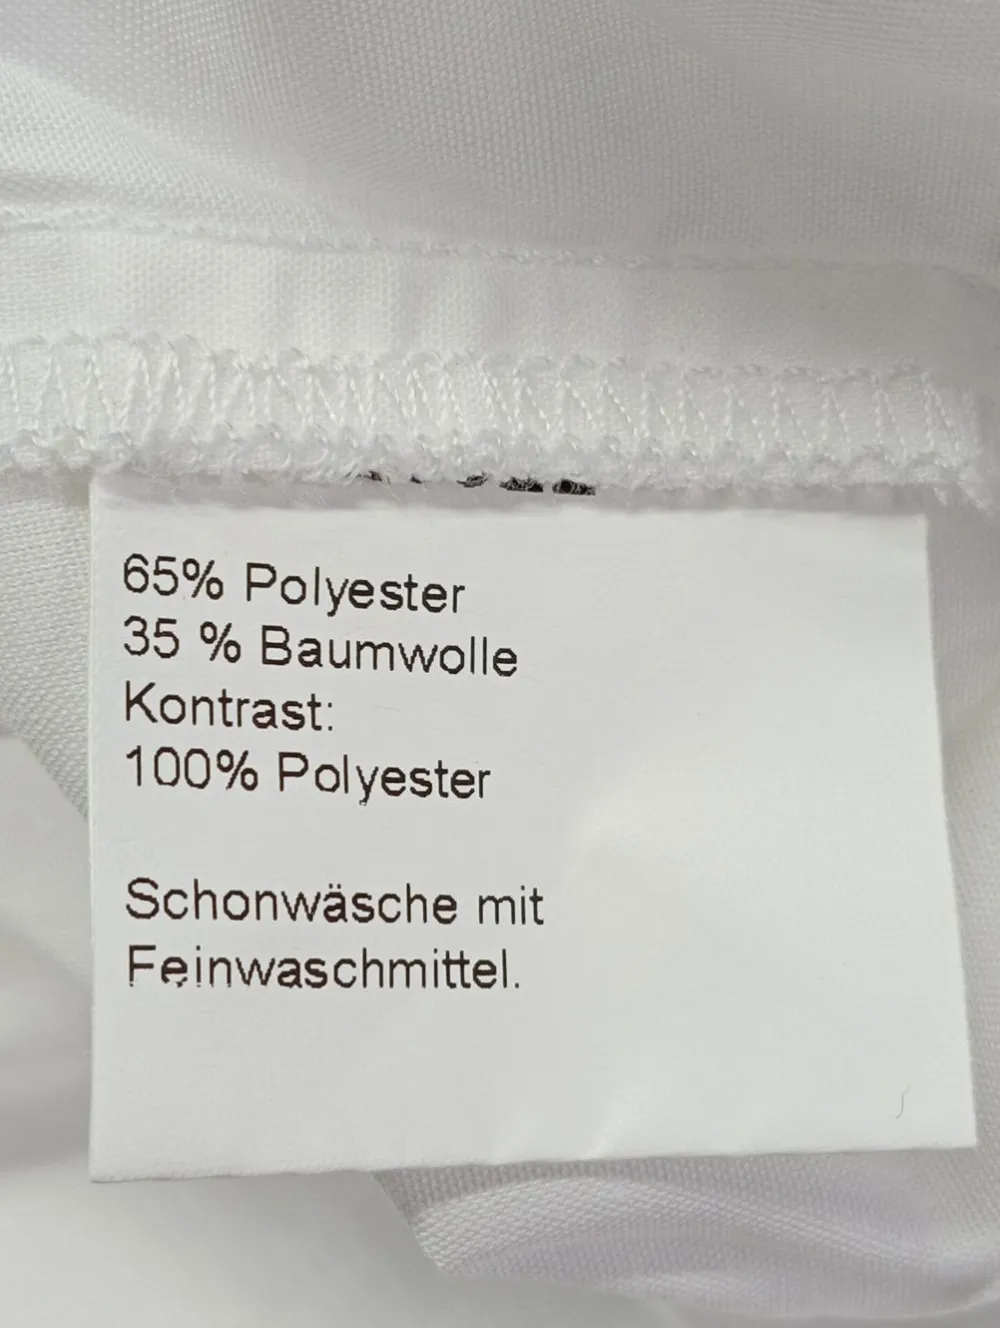 65% Polyester
35 % Baumwolle
Kontrast:
100% Polyester
Schonwäsche mit
Feinwaschmittel.